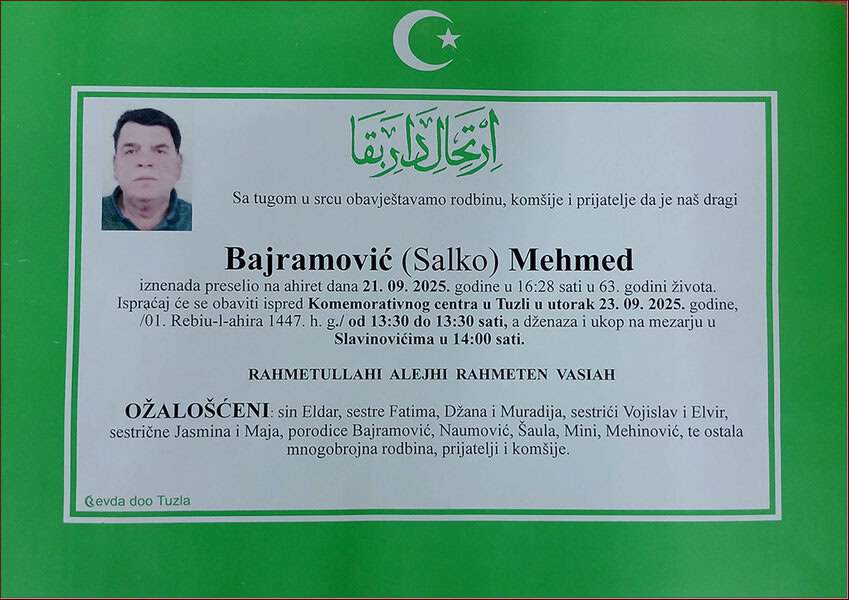 اِرْتِحَالِ دَارِ بَقَا
Sa tugom u srcu obavještavamo rodbinu, komšije i prijatelje da je naš dragi
Bajramović (Salko) Mehmed
iznenada preselio na ahiret dana 21. 09. 2025. godine u 16:28 sati u 63. godini života.
Ispraćaj će se obaviti ispred Komemorativnog centra u Tuzli u utorak 23. 09. 2025. godine,
/01. Rebiu-l-ahira 1447. h. g./ od 13:30 do 13:30 sati, a dženaza i ukop na mezarju u
Slavinovićima u 14:00 sati.
RAHMETULLAHI ALEJHI RAHMETEN VASIAH
OŽALOŠĆENI: sin Eldar, sestre Fatima, Džana i Muradija, sestrići Vojislav i Elvir,
sestrične Jasmina i Maja, porodice Bajramović, Naumović, Šaula, Mini, Mehinović, te ostala
mnogobrojna rodbina, prijatelji i komšije.
evda doo Tuzla